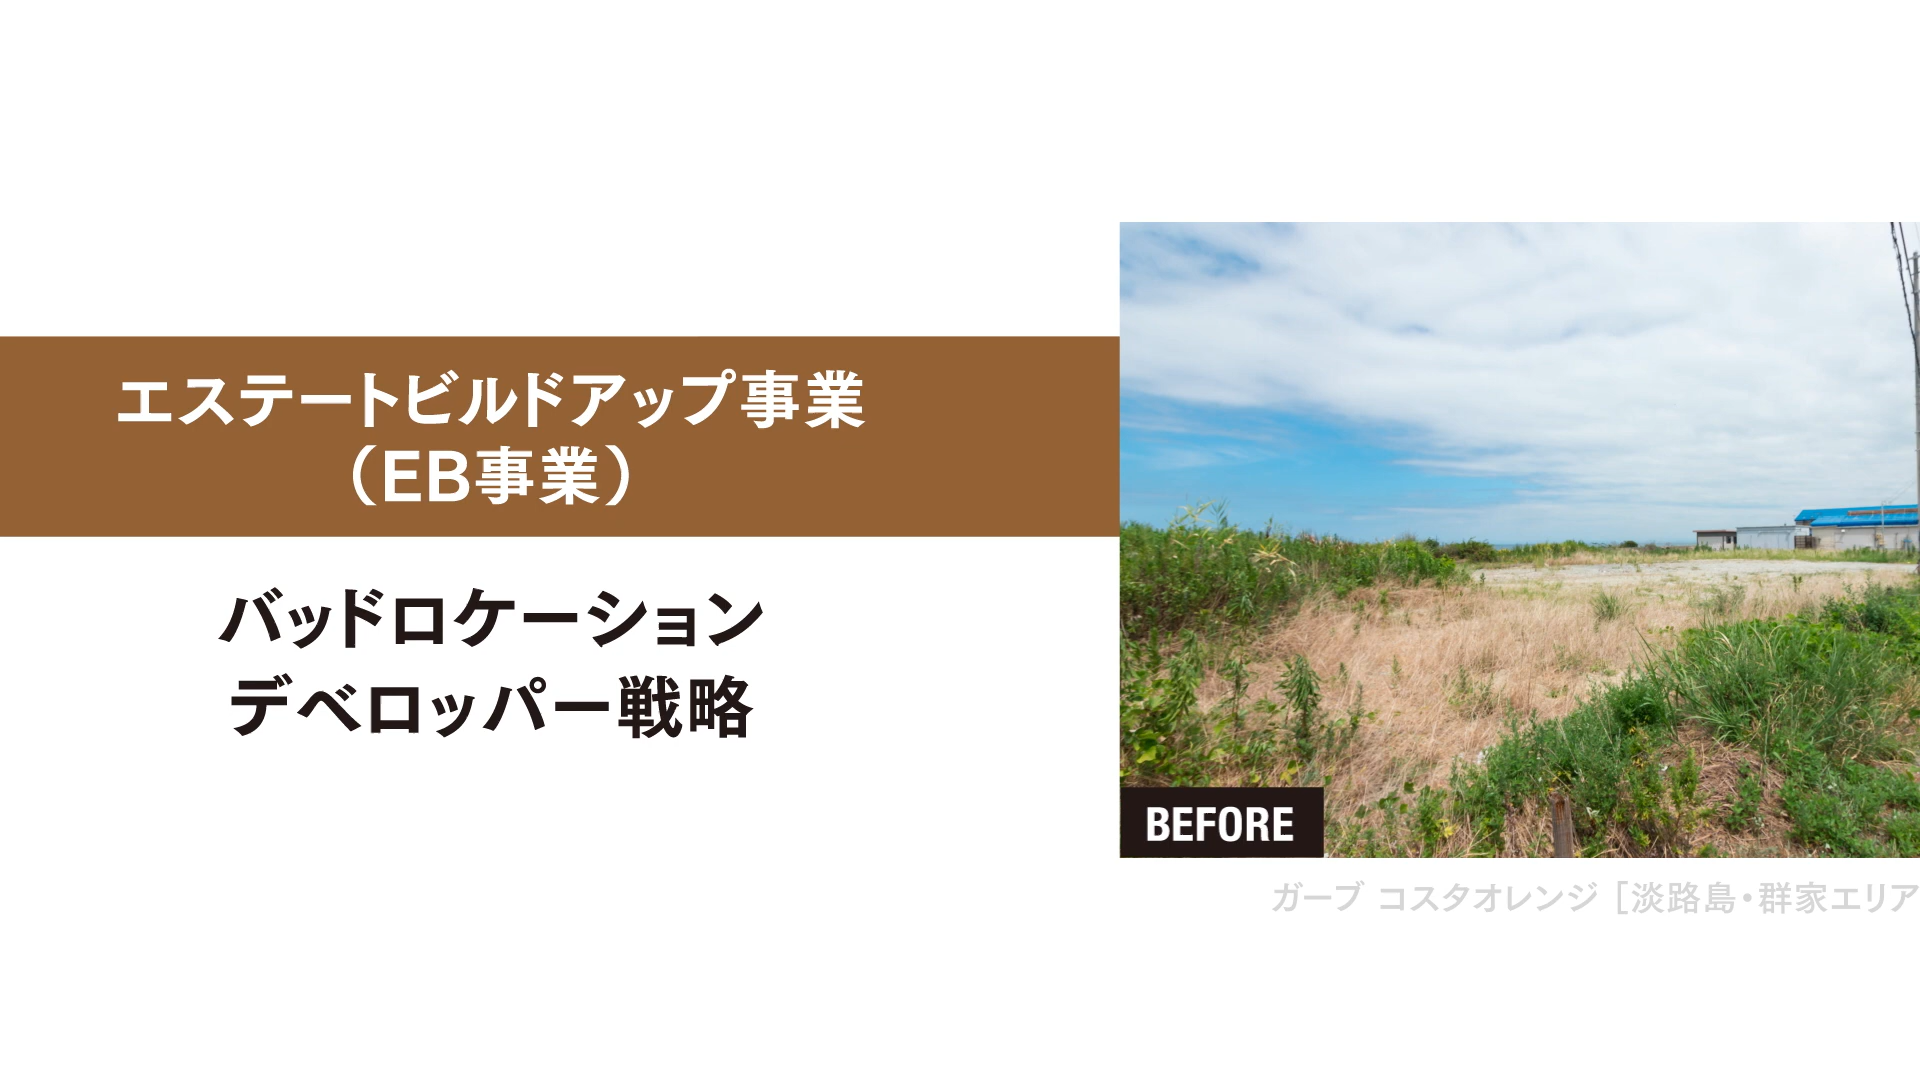 エステートビルドアップ事業
（EB事業）
バッドロケーション
デベロッパー戦略
BEFORE
ガーブ コスタオレンジ［淡路島・群家エリア